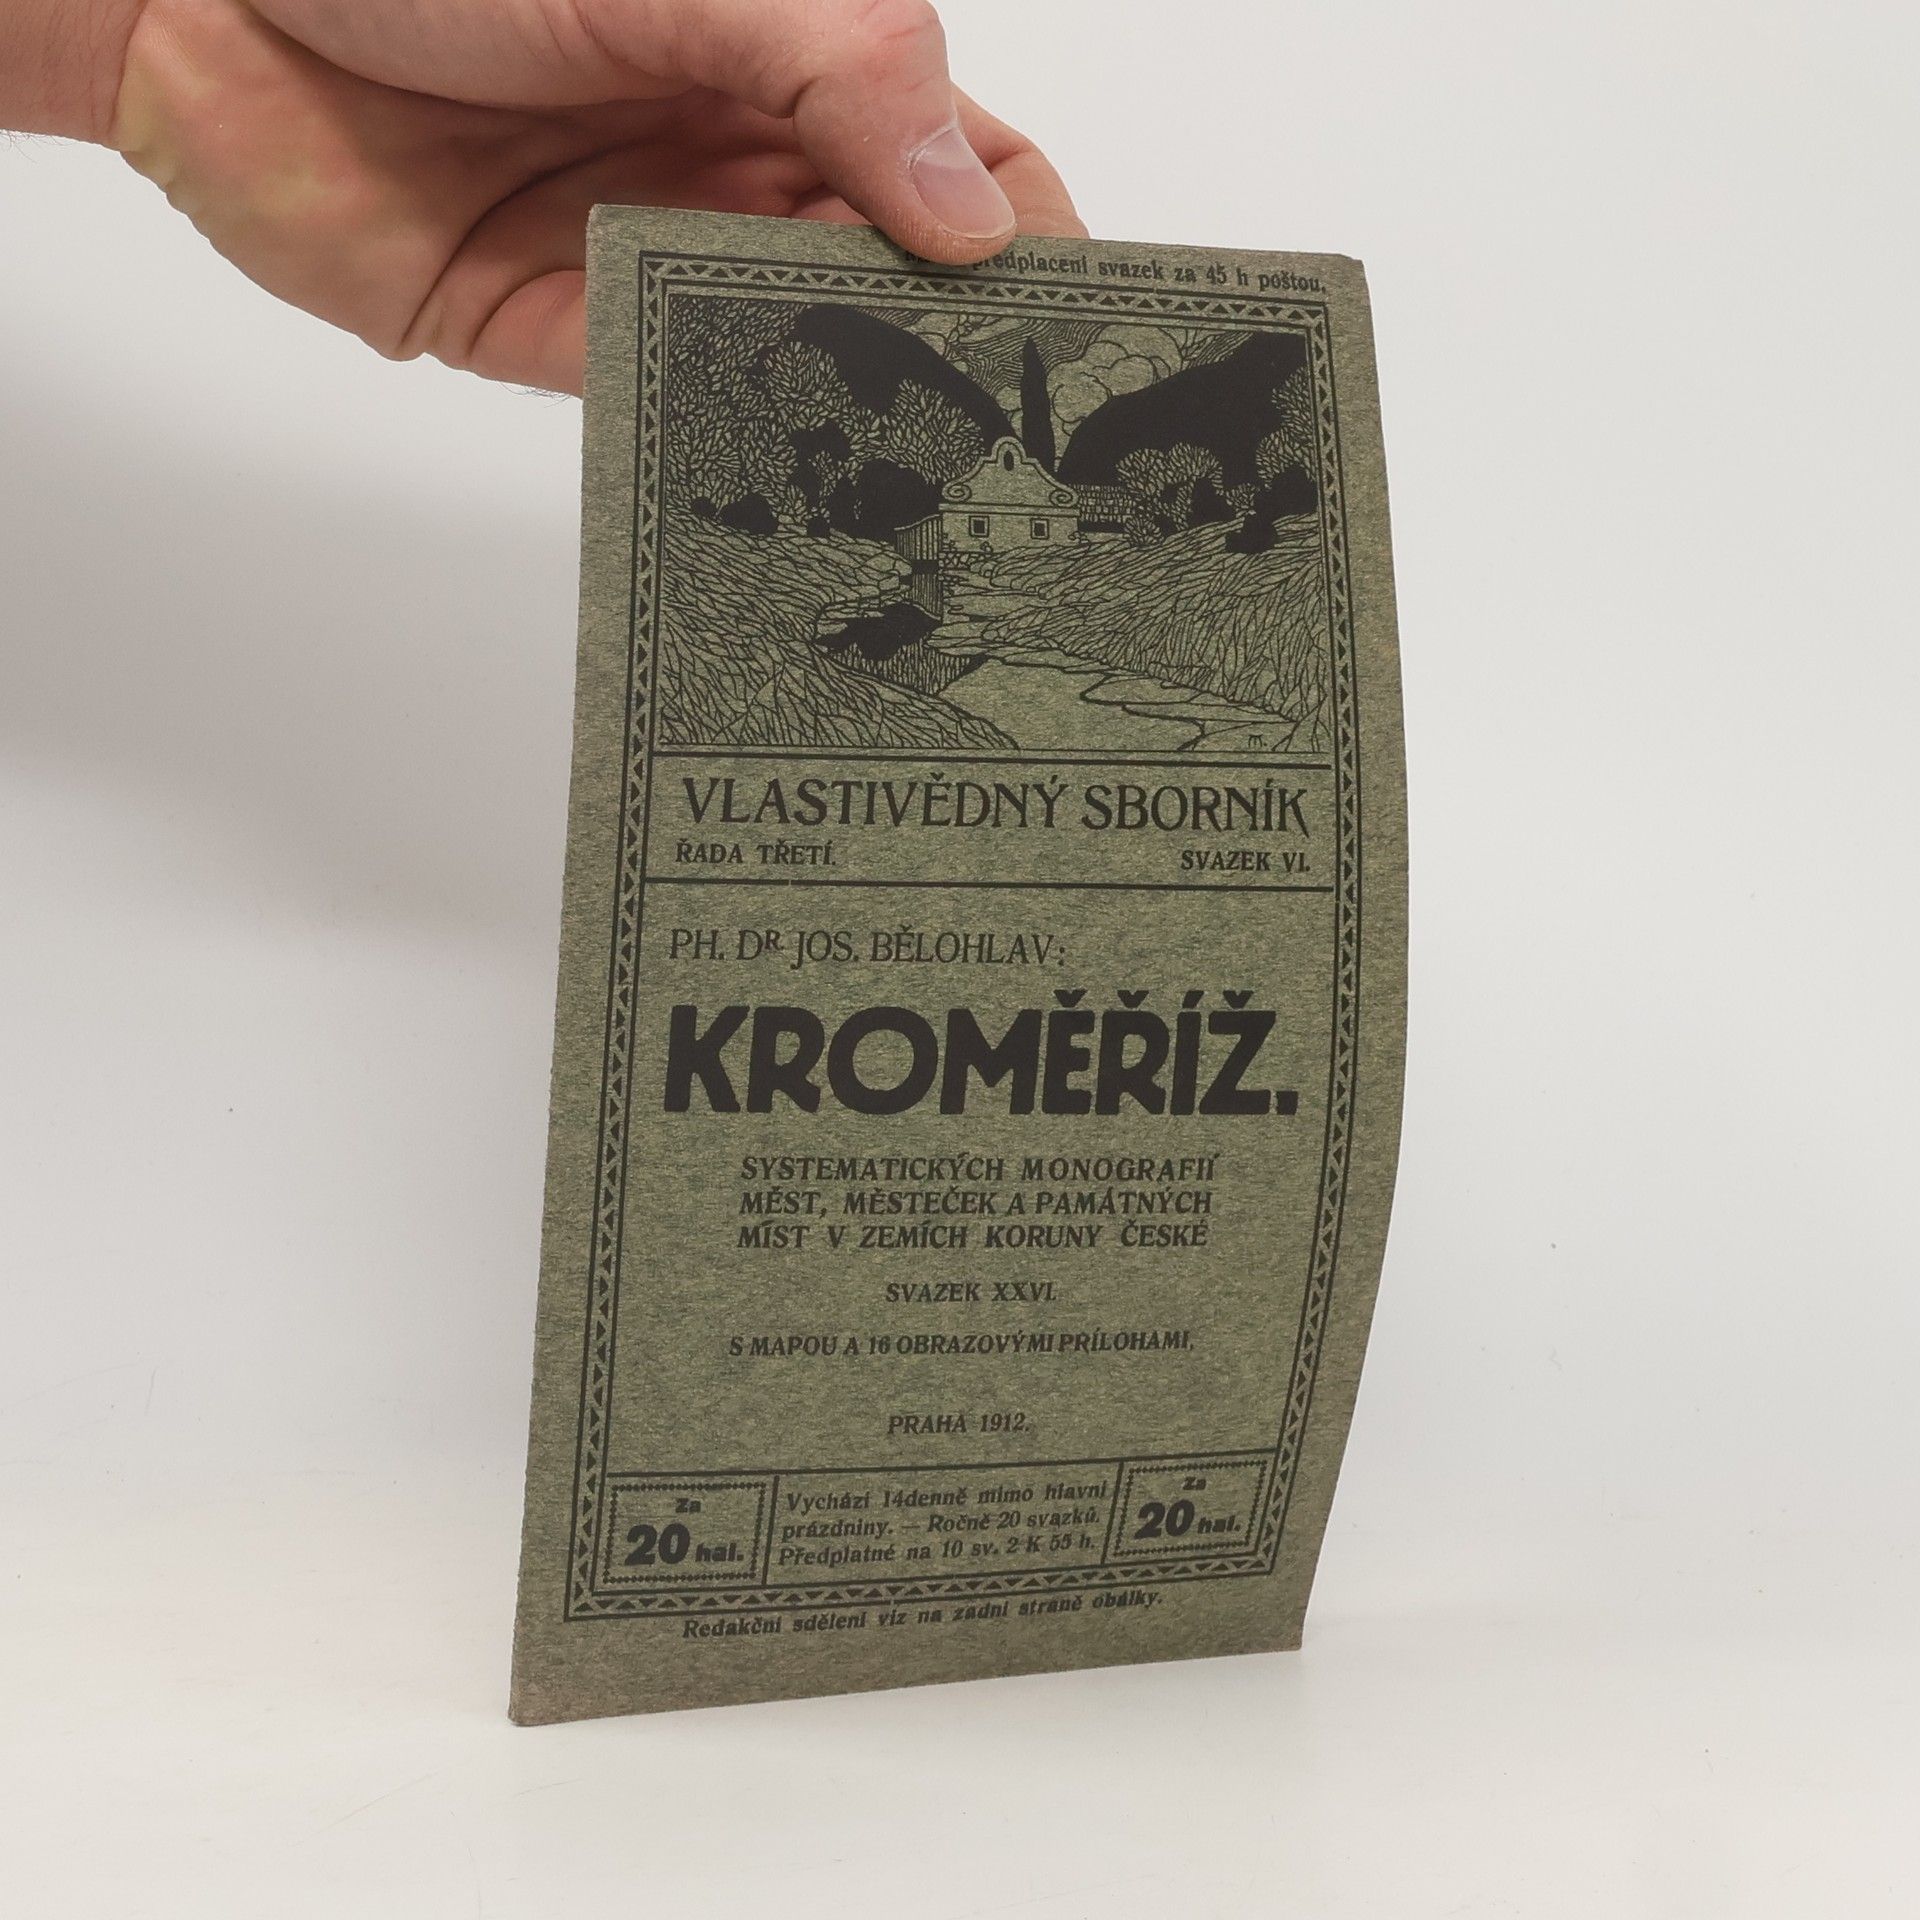 předplacení svazek za 45 h poštou.
M.
VLASTIVĚDNÝ SBORNÍK
ŘADA TŘETÍ. SVAZEK VI.
PH. DR. JOS. BĚLOHLAV:
KROMĚŘÍŽ.
SYSTEMATICKÝCH MONOGRAFIÍ
MĚST, MĚSTEČEK A PAMÁTNÝCH
MÍST V ZEMÍCH KORUNY ČESKÉ
SVAZEK XXVI.
S MAPOU A 16 OBRAZOVÝMI PŘÍLOHAMI.
PRAHA 1912.
Za
20 hal.
Vychází 14denně mimo hlavní
prázdniny. — Ročně 20 svazků.
Předplatné na 10 sv. 2 K 55 h.
Za
20 hal.
Redakční sdělení viz na zadní straně obálky.